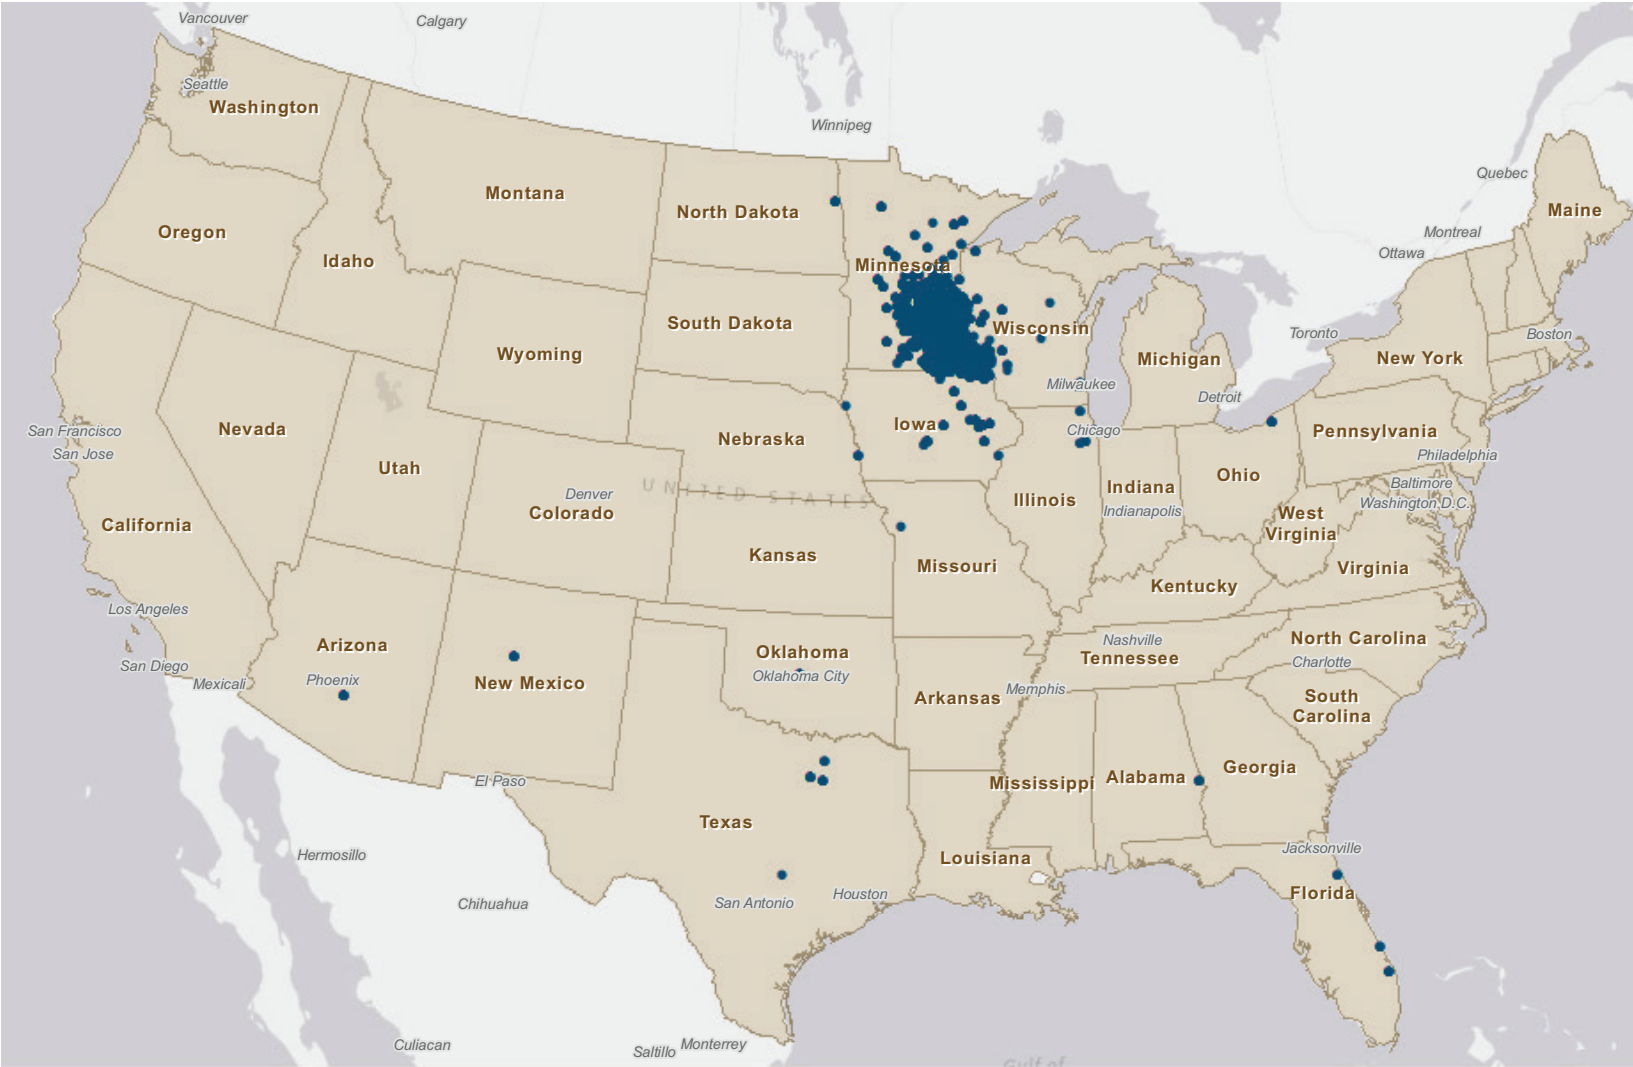 Vancouver
Calgary
Seattle
Washington
Winnipeg
Quebec
Montana
North Dakota
Maine
Oregon
Montreal
Ottawa
Idaho
Minnesota
South Dakota
Wisconsin
Toronto
Boston
Wyoming
Michigan
New York
Milwaukee
Detroit
San Francisco
Nevada
Iowa
Chicago
Pennsylvania
Nebraska
San Jose
Philadelphia
Utah
Ohio
Baltimore
UNITED STATES
Denver
Illinois
Indiana
Washington D.C.
Colorado
Indianapolis
West
Virginia
California
Kansas
Missouri
Virginia
Kentucky
Los Angeles
Arizona
Oklahoma
Nashville
North Carolina
Tennessee
Charlotte
San Diego
Mexicali
Phoenix
New Mexico
Oklahoma City
Arkansas
Memphis
South
Carolina
El Paso
Mississippi
Alabama
Georgia
Texas
Hermosillo
Louisiana
Jacksonville
Chihuahua
San Antonio
Houston
Florida
Culiacan
Saltillo
Monterrey
Gulf of